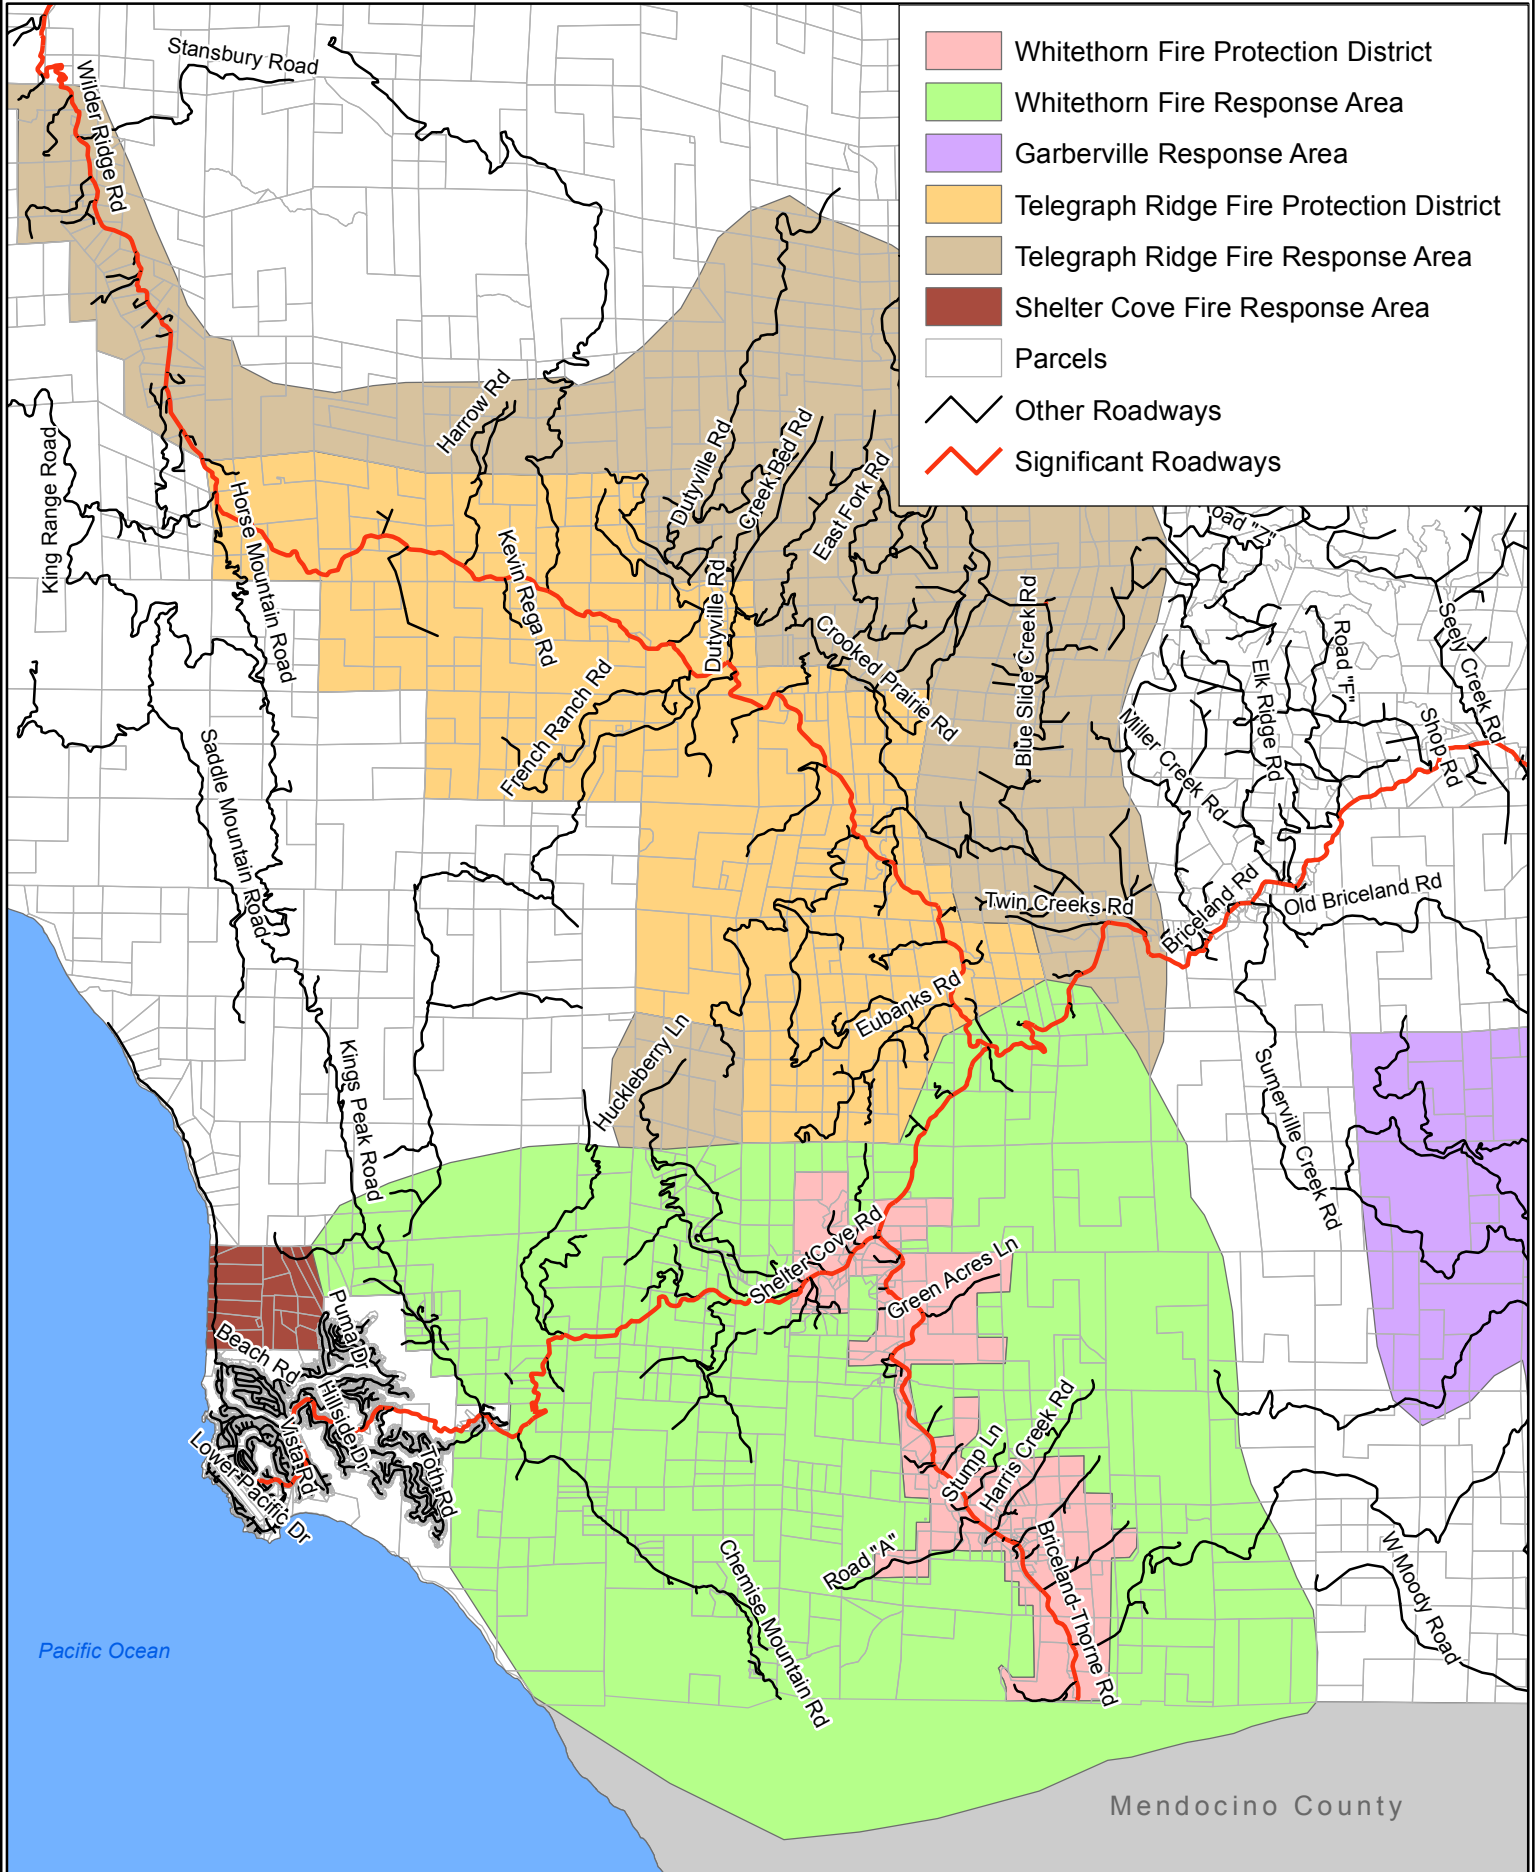 Whitethorn Fire Protection District
Whitethorn Fire Response Area
Garberville Response Area
Telegraph Ridge Fire Protection District
Telegraph Ridge Fire Response Area
Shelter Cove Fire Response Area
Parcels
Other Roadways
Significant Roadways
Stansbury Road
Wilder Ridge Rd
Harrow Rd
King Range Road
Horse Mountain Road
Dutyville Rd
Creek Bed Rd
East Fork Rd
Road "Z"
Kevin Rega Rd
Dutyville Rd
Crooked Prairie Rd
Blue Slide Creek Rd
Seely Creek Rd
Road "F"
Elk Ridge Rd
French Ranch Rd
Miller Creek Rd
Shop Rd
Saddle Mountain Road
Twin Creeks Rd
Briceland Rd
Old Briceland Rd
Eubanks Rd
Huckleberry Ln
Kings Peak Road
Sumerville Creek Rd
Shelter Cove Rd
Green Acres Ln
Puma Dr
Beach Rd
Hillside Dr
Vista Rd
Lower Pacific Dr
Toth Rd
Stump Ln
Harris Creek Rd
Road "A"
Briceland-Thorne Rd
Chemise Mountain Rd
W Moody Road
Pacific Ocean
Mendocino County